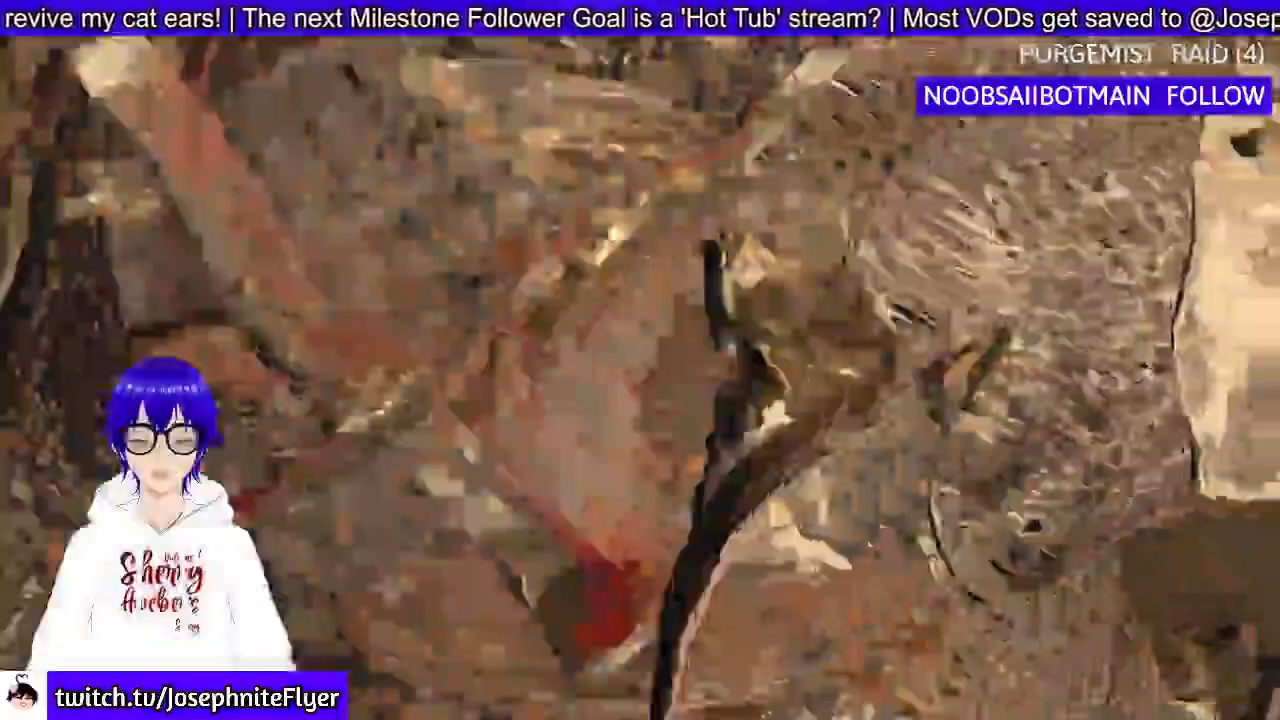 revive my cat ears! | The next Milestone Follower Goal is a 'Hot Tub' stream? | Most VODs get saved to @Josep
PURGEMIST RAID (4)
NOOBSAIIBOTMAIN FOLLOW
Sherry
twitch.tv/JosephniteFlyer